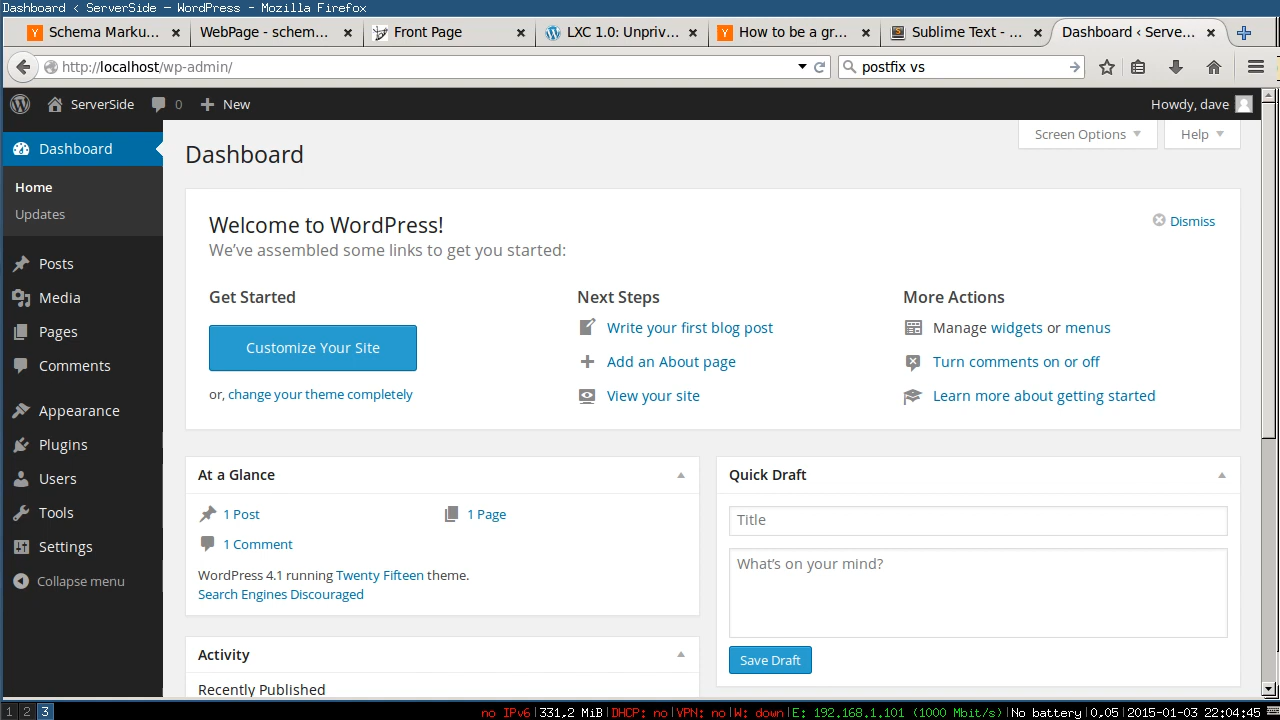 Dashboard ‹ ServerSide — WordPress - Mozilla Firefox
Schema Marku... × WebPage - schem... × Front Page × LXC 1.0: Unpriv... × How to be a gr... × Sublime Text - ... × Dashboard ‹ Serve... ×
http://localhost/wp-admin/ postfix vs
ServerSide 0 New Howdy, dave
Dashboard
Home
Updates
Posts
Media
Pages
Comments
Appearance
Plugins
Users
Tools
Settings
Collapse menu
Screen Options Help
Dashboard
Welcome to WordPress!
Dismiss
We've assembled some links to get you started:
Get Started
Customize Your Site
or, change your theme completely
Next Steps
Write your first blog post
Add an About page
View your site
More Actions
Manage widgets or menus
Turn comments on or off
Learn more about getting started
At a Glance
1 Post 1 Page
1 Comment
WordPress 4.1 running Twenty Fifteen theme.
Search Engines Discouraged
Activity
Recently Published
Quick Draft
Title
What's on your mind?
Save Draft
1 2 3 no IPv6|331,2 MiB|DHCP: no|VPN: no|W: down|E: 192.168.1.101 (1000 Mbit/s)|No battery|0,05|2015-01-03 22:04:45